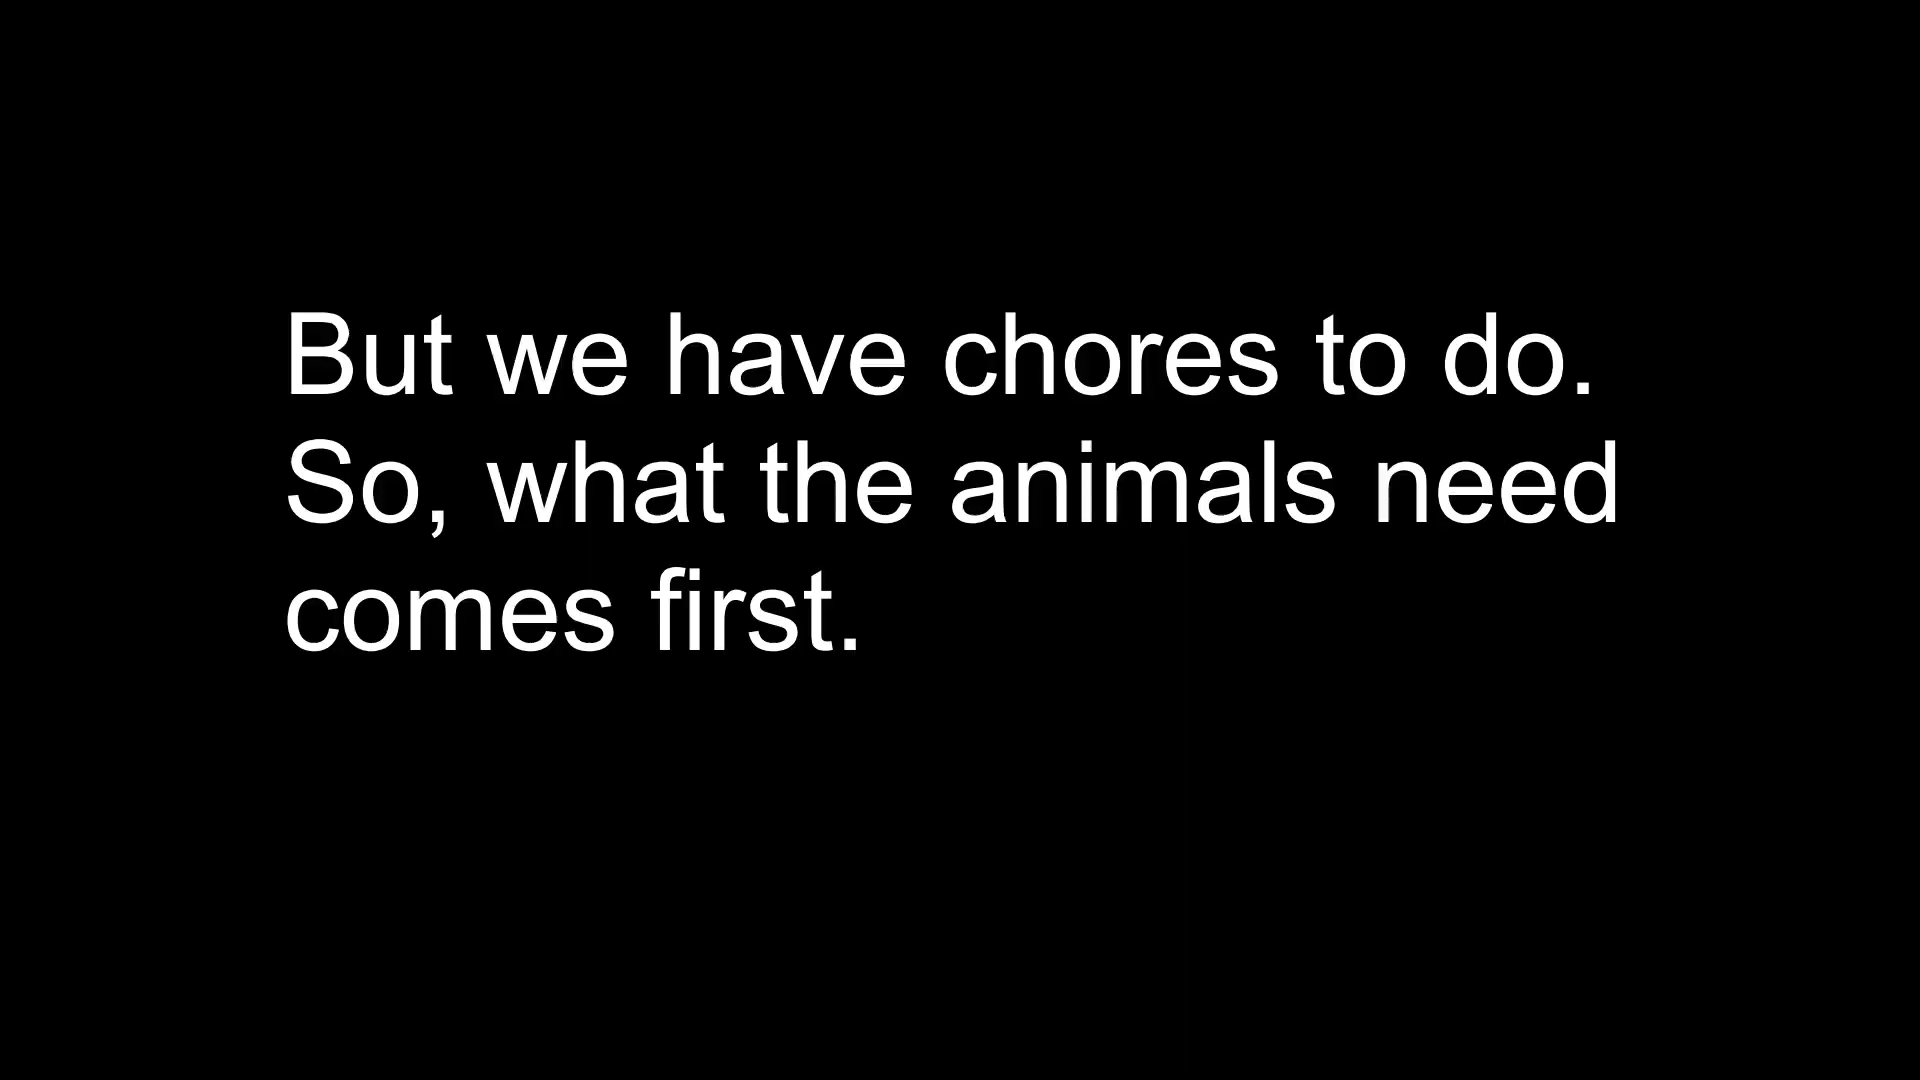 But we have chores to do.
So, what the animals need
comes first.